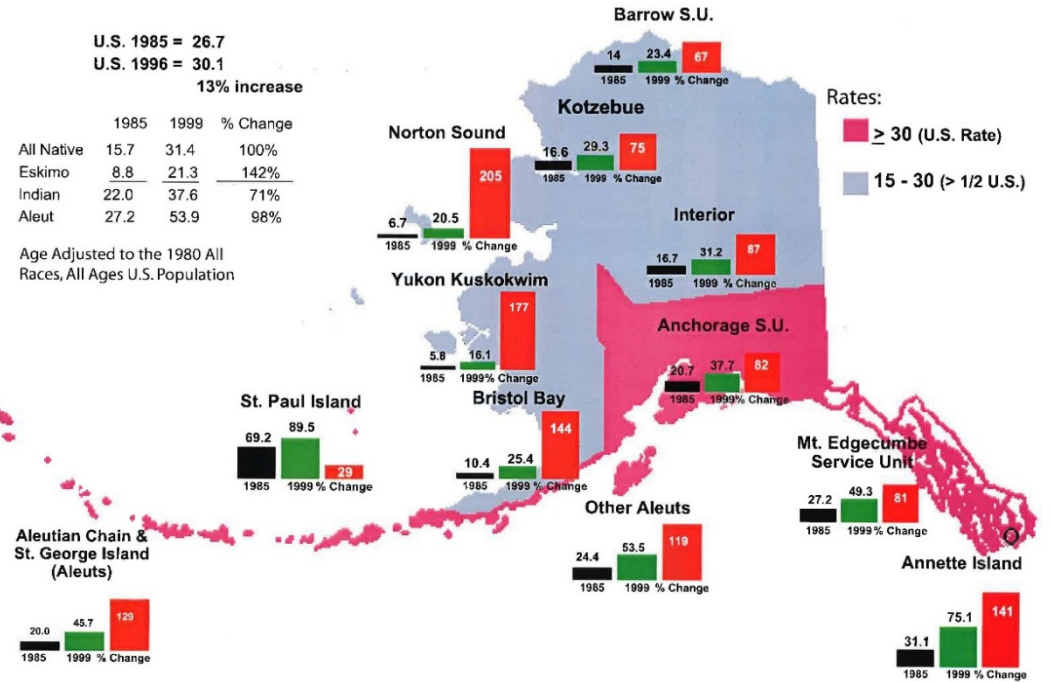 U.S. 1985 = 26.7
U.S. 1996 = 30.1
13% increase
1985 1999 % Change
All Native 15.7 31.4 100%
Eskimo 8.8 21.3 142%
Indian 22.0 37.6 71%
Aleut 27.2 53.9 98%
Age Adjusted to the 1980 All
Races, All Ages U.S. Population
Barrow S.U.
14 23.4 67
1985 1999 % Change
Rates:
≥ 30 (U.S. Rate)
15 - 30 (> 1/2 U.S.)
Kotzebue
16.6 29.3 75
1985 1999 % Change
Norton Sound
6.7 20.5 205
1985 1999 % Change
Interior
16.7 31.2 87
1985 1999 % Change
Yukon Kuskokwim
5.8 16.1 177
1985 1999% Change
Anchorage S.U.
20.7 37.7 82
1985 1999% Change
St. Paul Island
69.2 89.5 29
1985 1999 % Change
Bristol Bay
10.4 25.4 144
1985 1999 % Change
Mt. Edgecumbe
Service Unit
27.2 49.3 81
1985 1999% Change
Other Aleuts
24.4 53.5 119
1985 1999 % Change
Aleutian Chain &
St. George Island
(Aleuts)
20.0 45.7 129
1985 1999 % Change
Annette Island
31.1 75.1 141
1985 1999 % Change